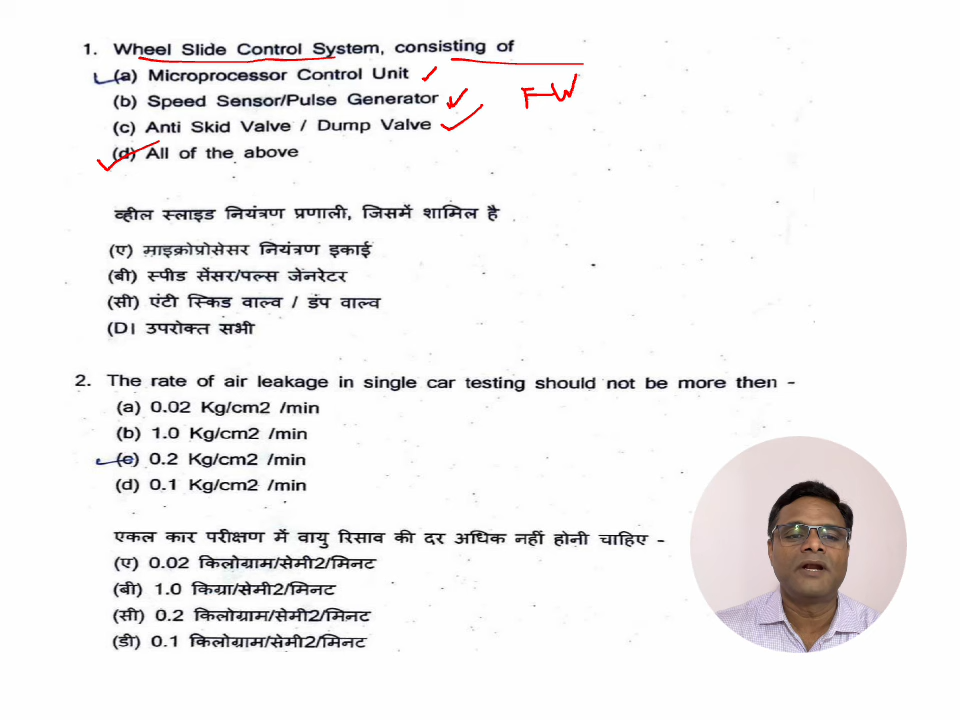 1. Wheel Slide Control System, consisting of
(a) Microprocessor Control Unit
(b) Speed Sensor/Pulse Generator
(c) Anti Skid Valve / Dump Valve
(d) All of the above
व्हील स्लाइड नियंत्रण प्रणाली, जिसमें शामिल है
(ए) माइक्रोप्रोसेसर नियंत्रण इकाई
(बी) स्पीड सेंसर/पल्स जेनरेटर
(सी) एंटी स्किड वाल्व / डंप वाल्व
(D। उपरोक्त सभी
2. The rate of air leakage in single car testing should not be more then -
(a) 0.02 Kg/cm2 /min
(b) 1.0 Kg/cm2 /min
(c) 0.2 Kg/cm2 /min
(d) 0.1 Kg/cm2 /min
एकल कार परीक्षण में वायु रिसाव की दर अधिक नहीं होनी चाहिए -
(ए) 0.02 किलोग्राम/सेमी2/मिनट
(बी) 1.0 किग्रा/सेमी2/मिनट
(सी) 0.2 किलोग्राम/सेमी2/मिनट
(डी) 0.1 किलोग्राम/सेमी2/मिनट